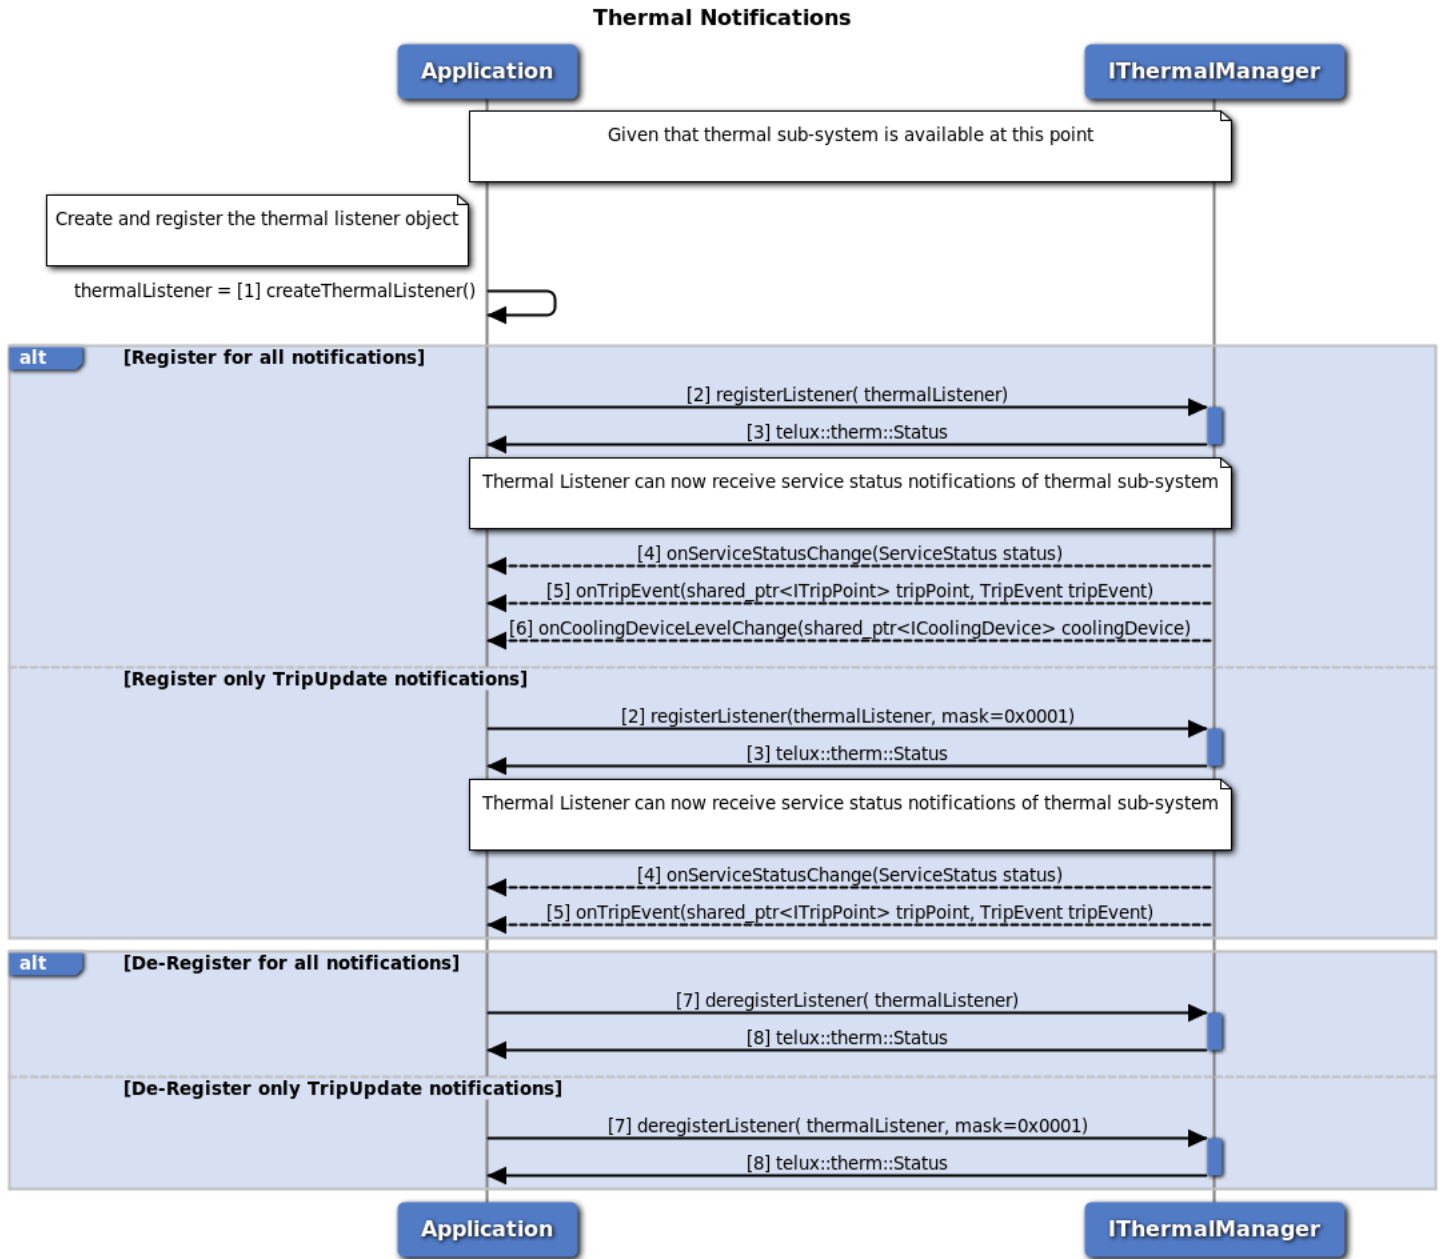 Thermal Notifications
Application
IThermalManager
Given that thermal sub-system is available at this point
Create and register the thermal listener object
thermalListener = [1] createThermalListener()
alt
[Register for all notifications]
[2] registerListener( thermalListener)
[3] telux::therm::Status
Thermal Listener can now receive service status notifications of thermal sub-system
[4] onServiceStatusChange(ServiceStatus status)
[5] onTripEvent(shared_ptr<ITripPoint> tripPoint, TripEvent tripEvent)
[6] onCoolingDeviceLevelChange(shared_ptr<ICoolingDevice> coolingDevice)
[Register only TripUpdate notifications]
[2] registerListener(thermalListener, mask=0x0001)
[3] telux::therm::Status
Thermal Listener can now receive service status notifications of thermal sub-system
[4] onServiceStatusChange(ServiceStatus status)
[5] onTripEvent(shared_ptr<ITripPoint> tripPoint, TripEvent tripEvent)
alt
[De-Register for all notifications]
[7] deregisterListener( thermalListener)
[8] telux::therm::Status
[De-Register only TripUpdate notifications]
[7] deregisterListener( thermalListener, mask=0x0001)
[8] telux::therm::Status
Application
IThermalManager